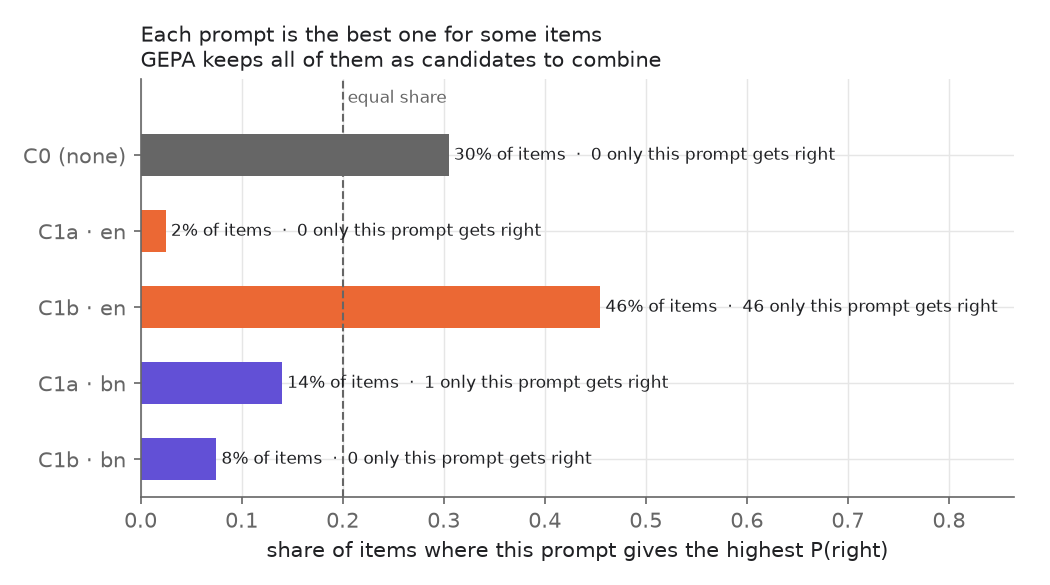 Each prompt is the best one for some items
GEPA keeps all of them as candidates to combine
equal share
C0 (none)
30% of items · 0 only this prompt gets right
C1a · en
2% of items · 0 only this prompt gets right
C1b · en
46% of items · 46 only this prompt gets right
C1a · bn
14% of items · 1 only this prompt gets right
C1b · bn
8% of items · 0 only this prompt gets right
0.0 0.1 0.2 0.3 0.4 0.5 0.6 0.7 0.8
share of items where this prompt gives the highest P(right)